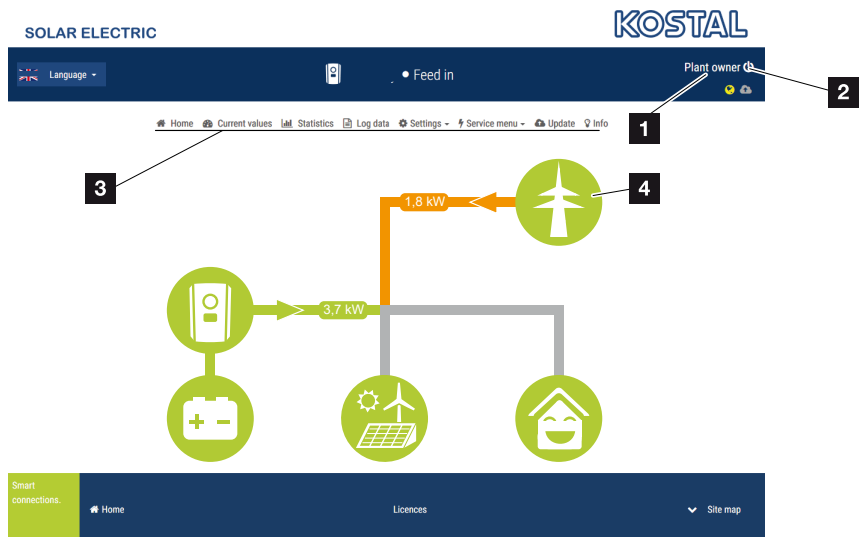 SOLAR ELECTRIC
KOSTAL
Language
Feed in
Plant owner
2
1
Home Current values Statistics Log data Settings Service menu Update Info
3
4
1,8 kW
3,7 kW
Smart
connections.
Home
Licences
Site map